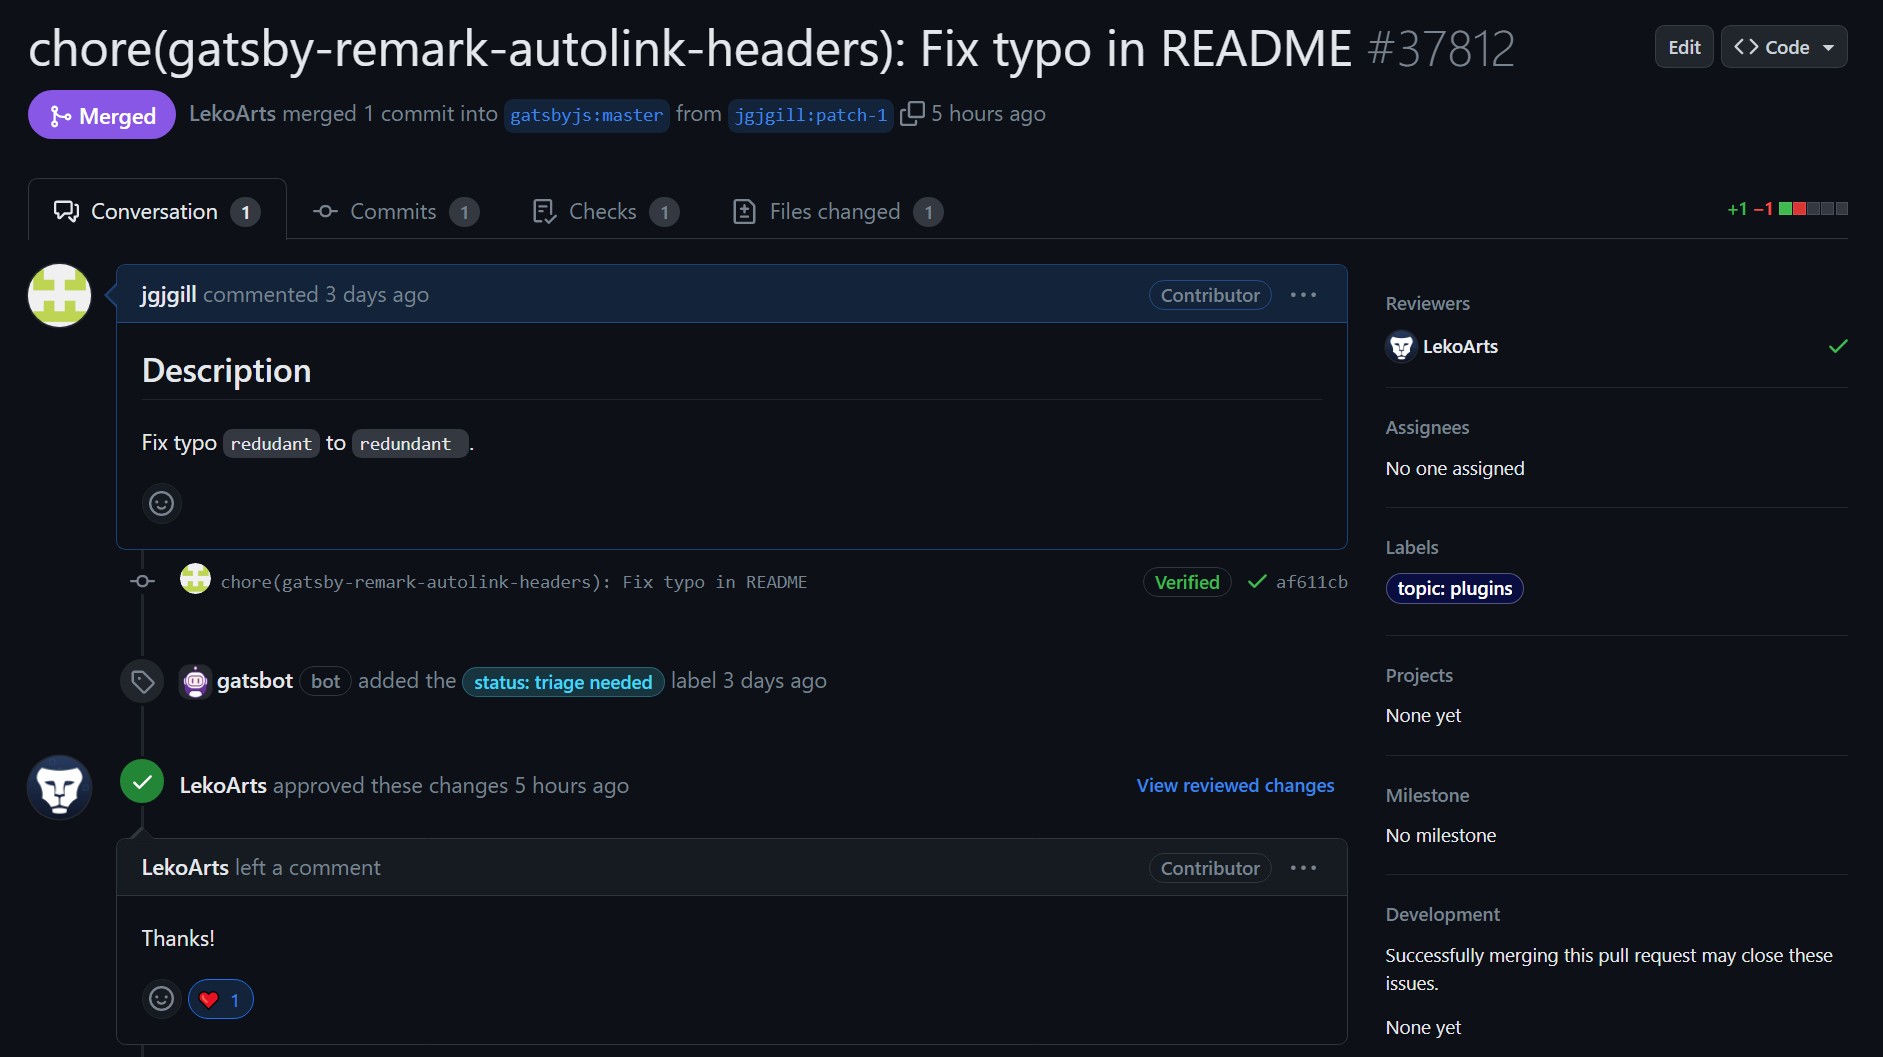 chore(gatsby-remark-autolink-headers): Fix typo in README #37812
Edit
<> Code
Merged
LekoArts merged 1 commit into gatsbyjs:master from jgjgill:patch-1 5 hours ago
Conversation 1
Commits 1
Checks 1
Files changed 1
+1 −1
jgjgill commented 3 days ago
Contributor
Description
Fix typo redudant to redundant .
chore(gatsby-remark-autolink-headers): Fix typo in README
Verified
af611cb
gatsbot bot added the status: triage needed label 3 days ago
LekoArts approved these changes 5 hours ago
View reviewed changes
LekoArts left a comment
Contributor
Thanks!
1
Reviewers
LekoArts
Assignees
No one assigned
Labels
topic: plugins
Projects
None yet
Milestone
No milestone
Development
Successfully merging this pull request may close these
issues.
None yet